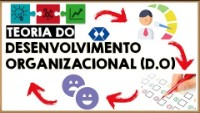 TEORIA DO
DESENVOLVIMENTO
ORGANIZACIONAL (D.O)